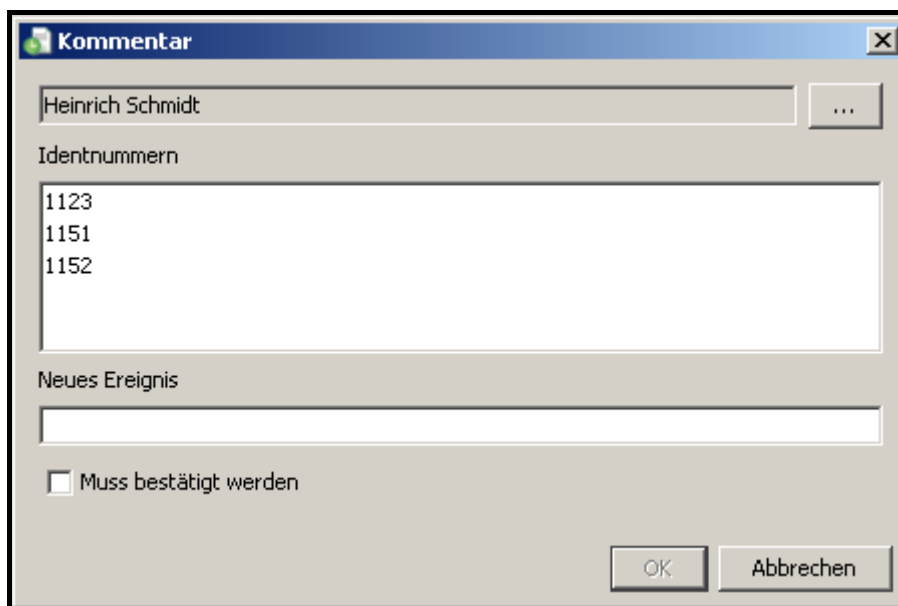 Kommentar
Heinrich Schmidt
...
Identnummern
1123
1151
1152
Neues Ereignis
Muss bestätigt werden
OK
Abbrechen